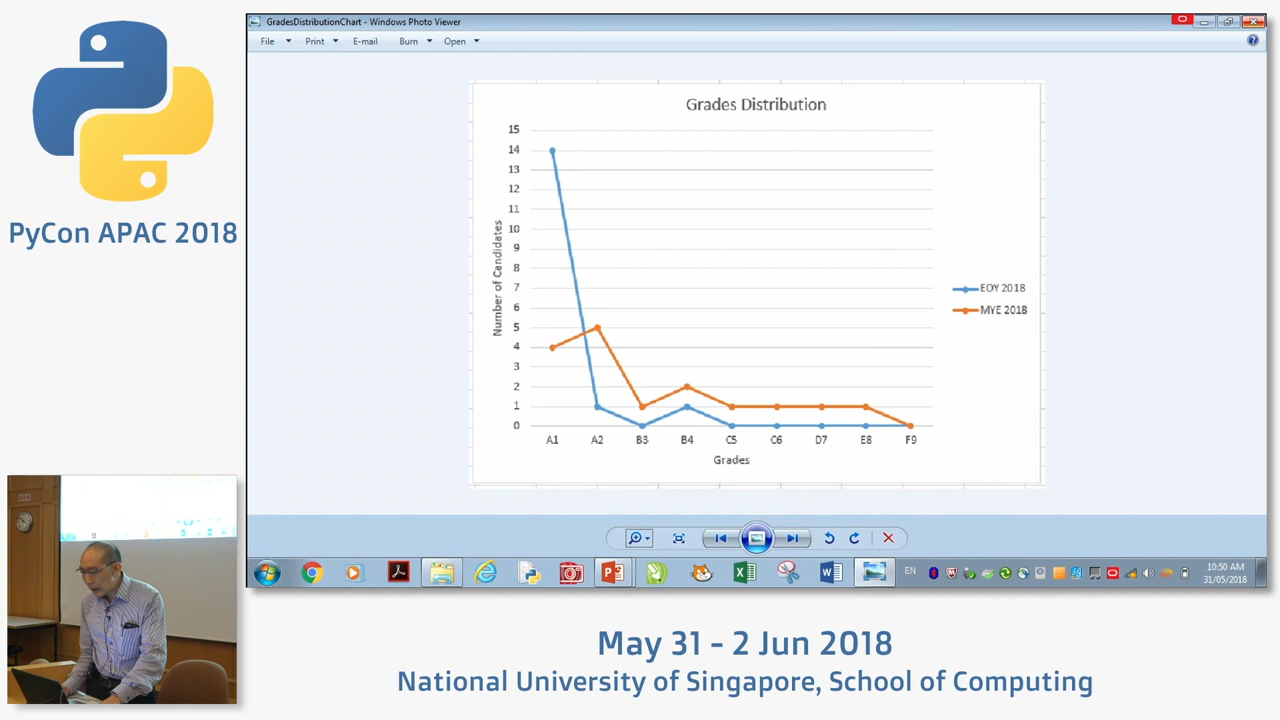 PyCon APAC 2018
GradesDistributionChart - Windows Photo Viewer
File Print E-mail Burn Open
Grades Distribution
15
14
13
12
11
10
9
8
7
6
5
4
3
2
1
0
Number of Candidates
A1 A2 B3 B4 C5 C6 D7 E8 F9
Grades
EOY 2018
MYE 2018
EN
10:50 AM
31/05/2018
May 31 - 2 Jun 2018
National University of Singapore, School of Computing